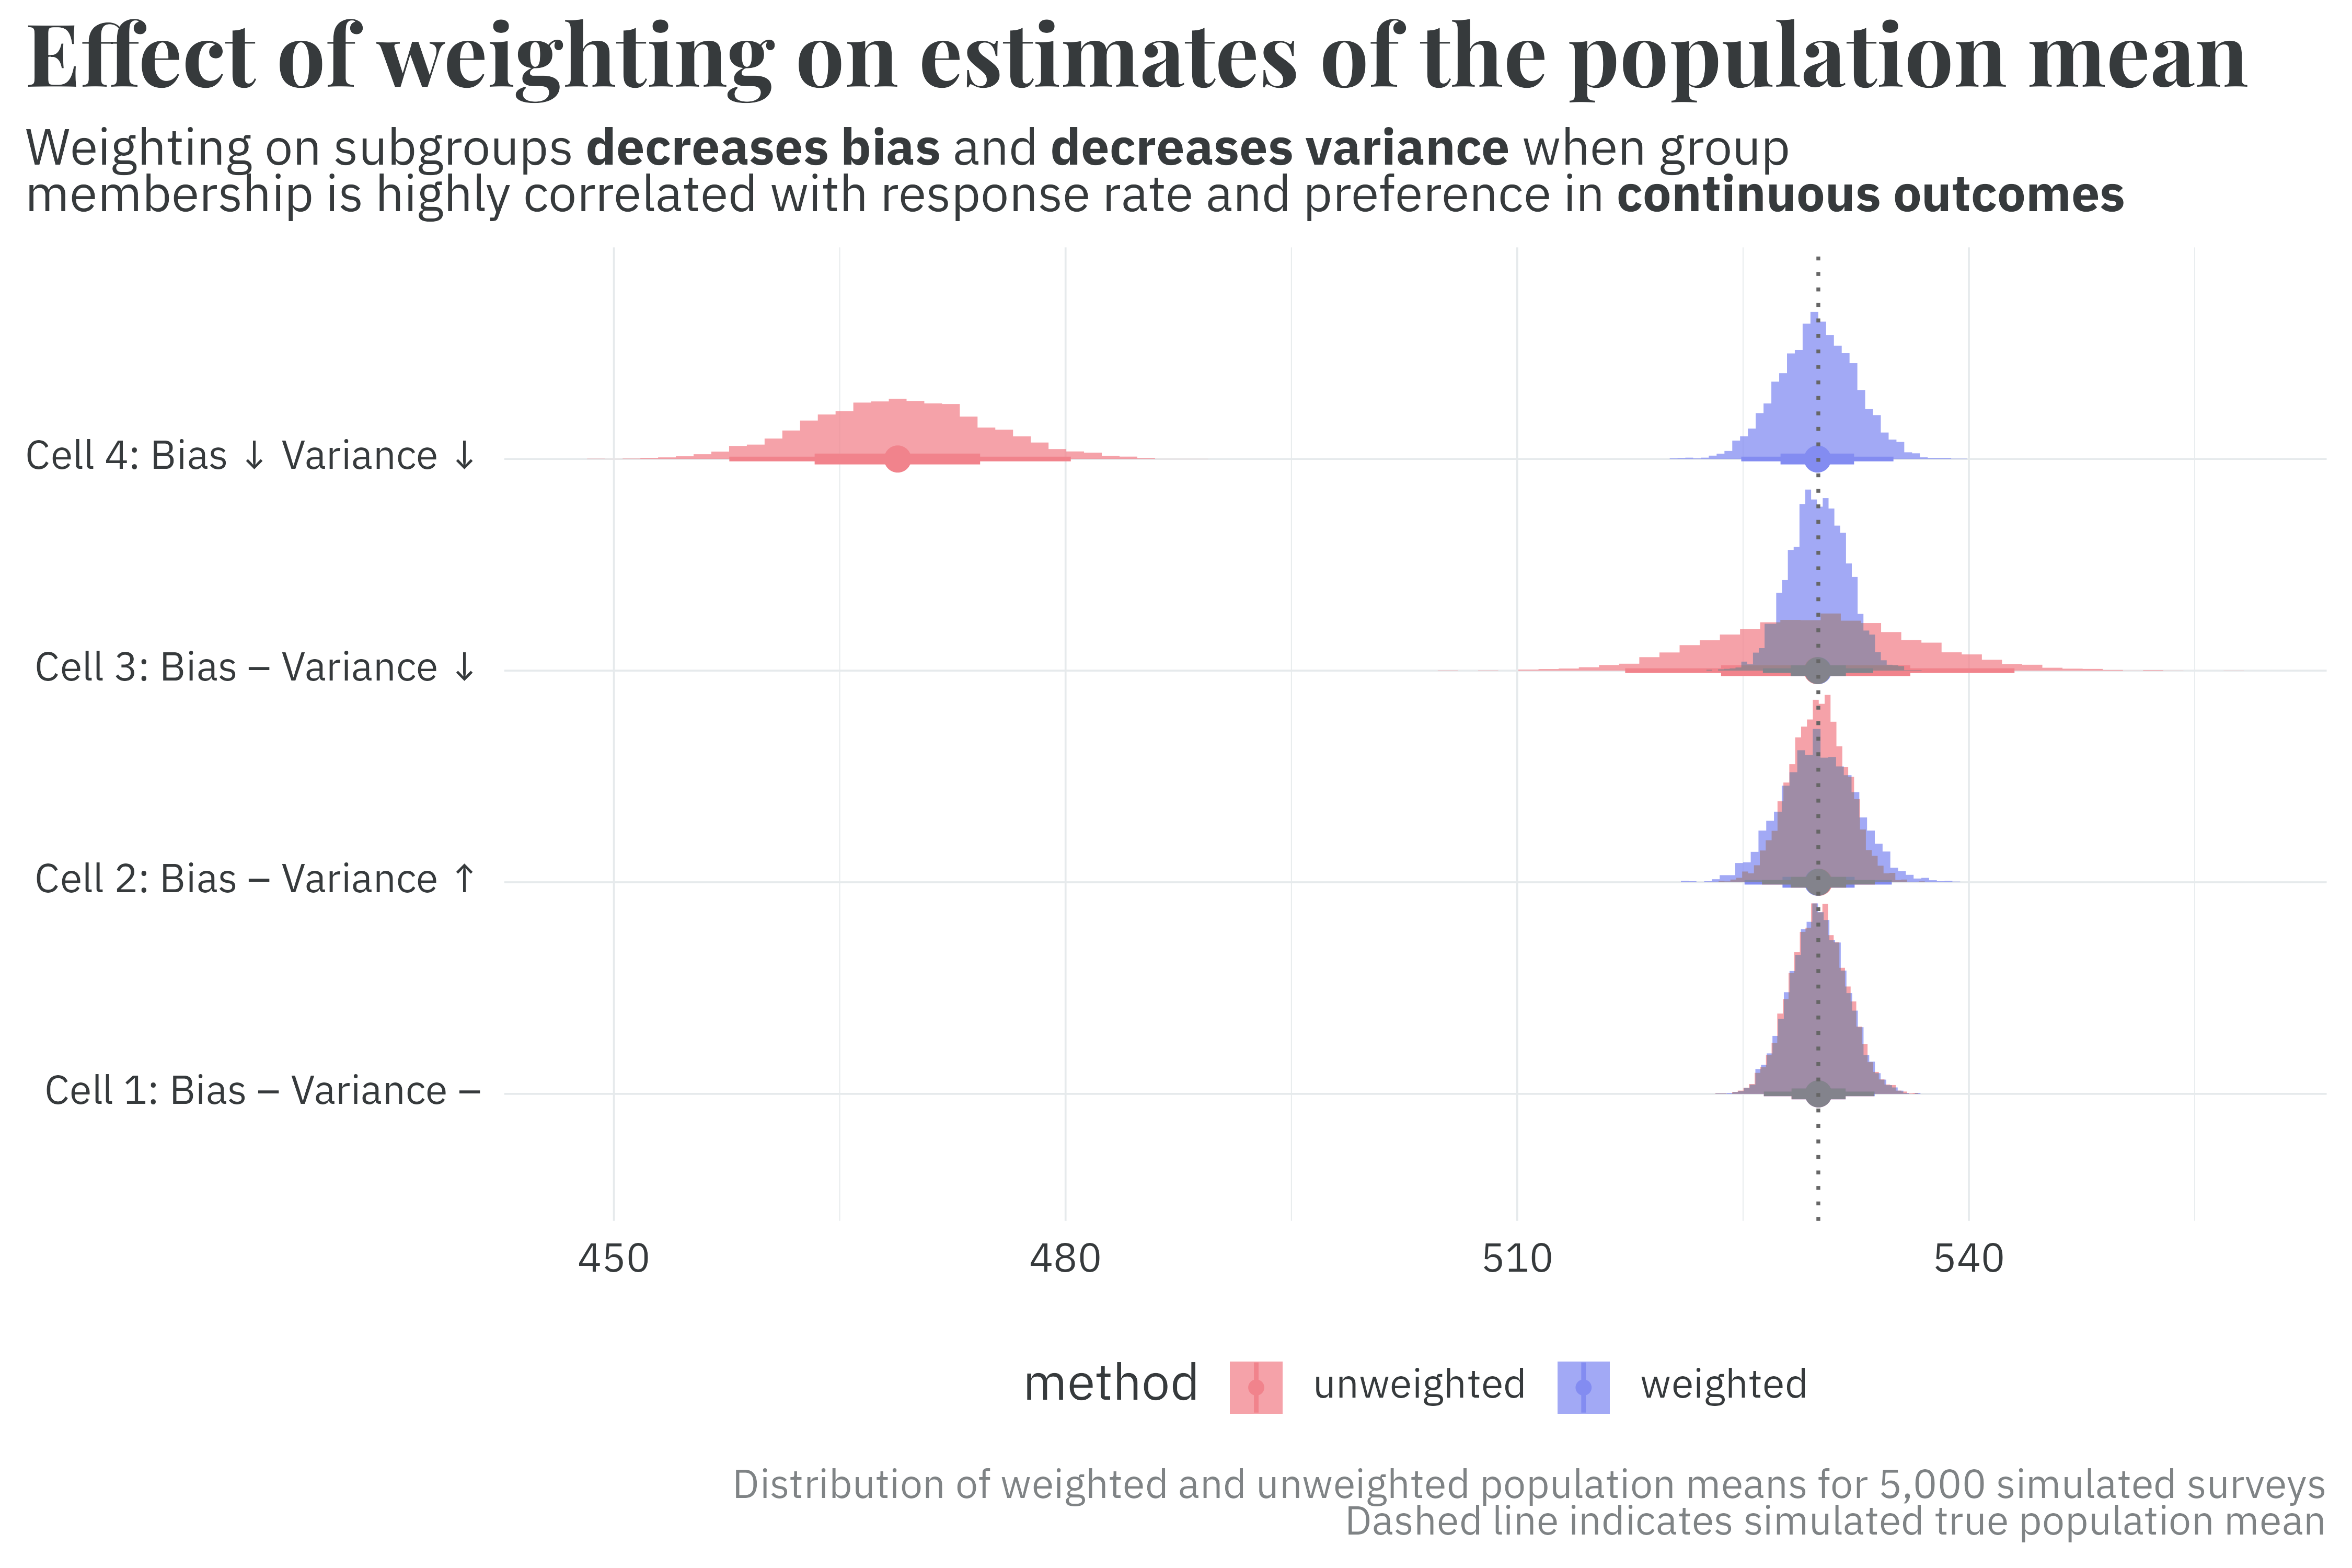 Effect of weighting on estimates of the population mean
Weighting on subgroups decreases bias and decreases variance when group
membership is highly correlated with response rate and preference in continuous outcomes
Cell 4: Bias ↓ Variance ↓
Cell 3: Bias – Variance ↓
Cell 2: Bias – Variance ↑
Cell 1: Bias – Variance –
450 480 510 540
method unweighted weighted
Distribution of weighted and unweighted population means for 5,000 simulated surveys
Dashed line indicates simulated true population mean